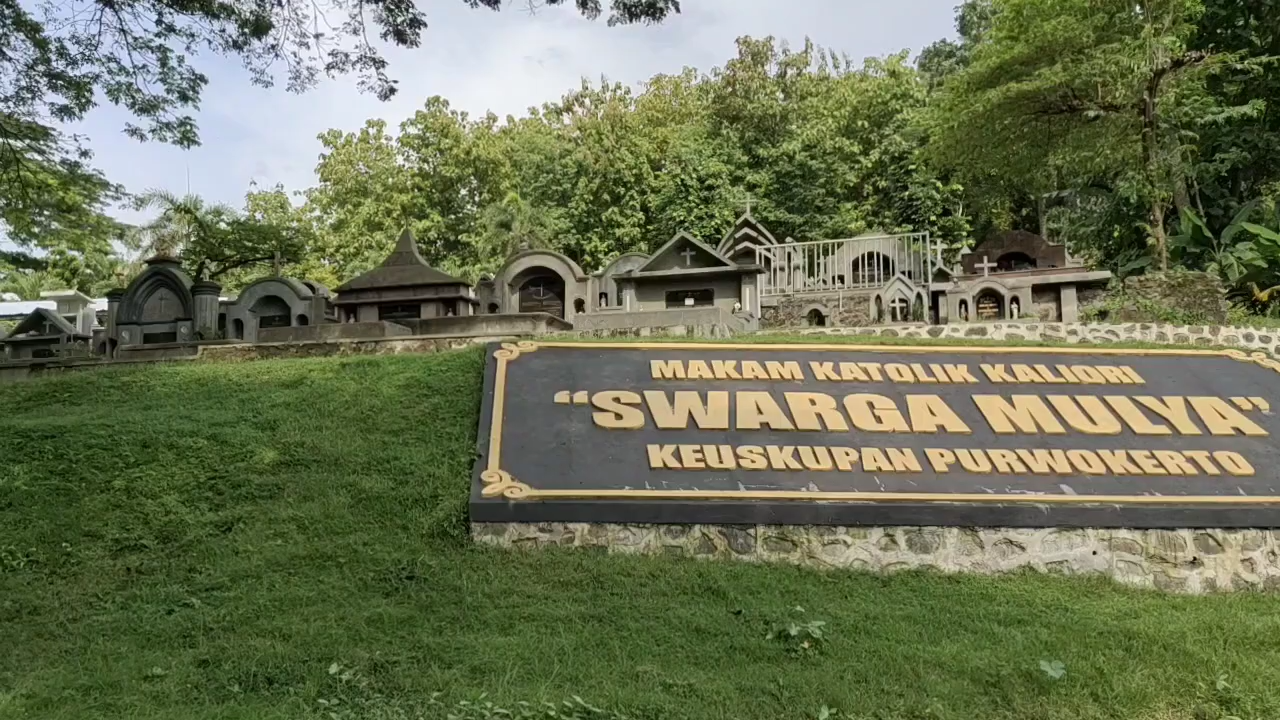 MAKAM KATOLIK KALIORI
“SWARGA MULYA”
KEUSKUPAN PURWOKERTO